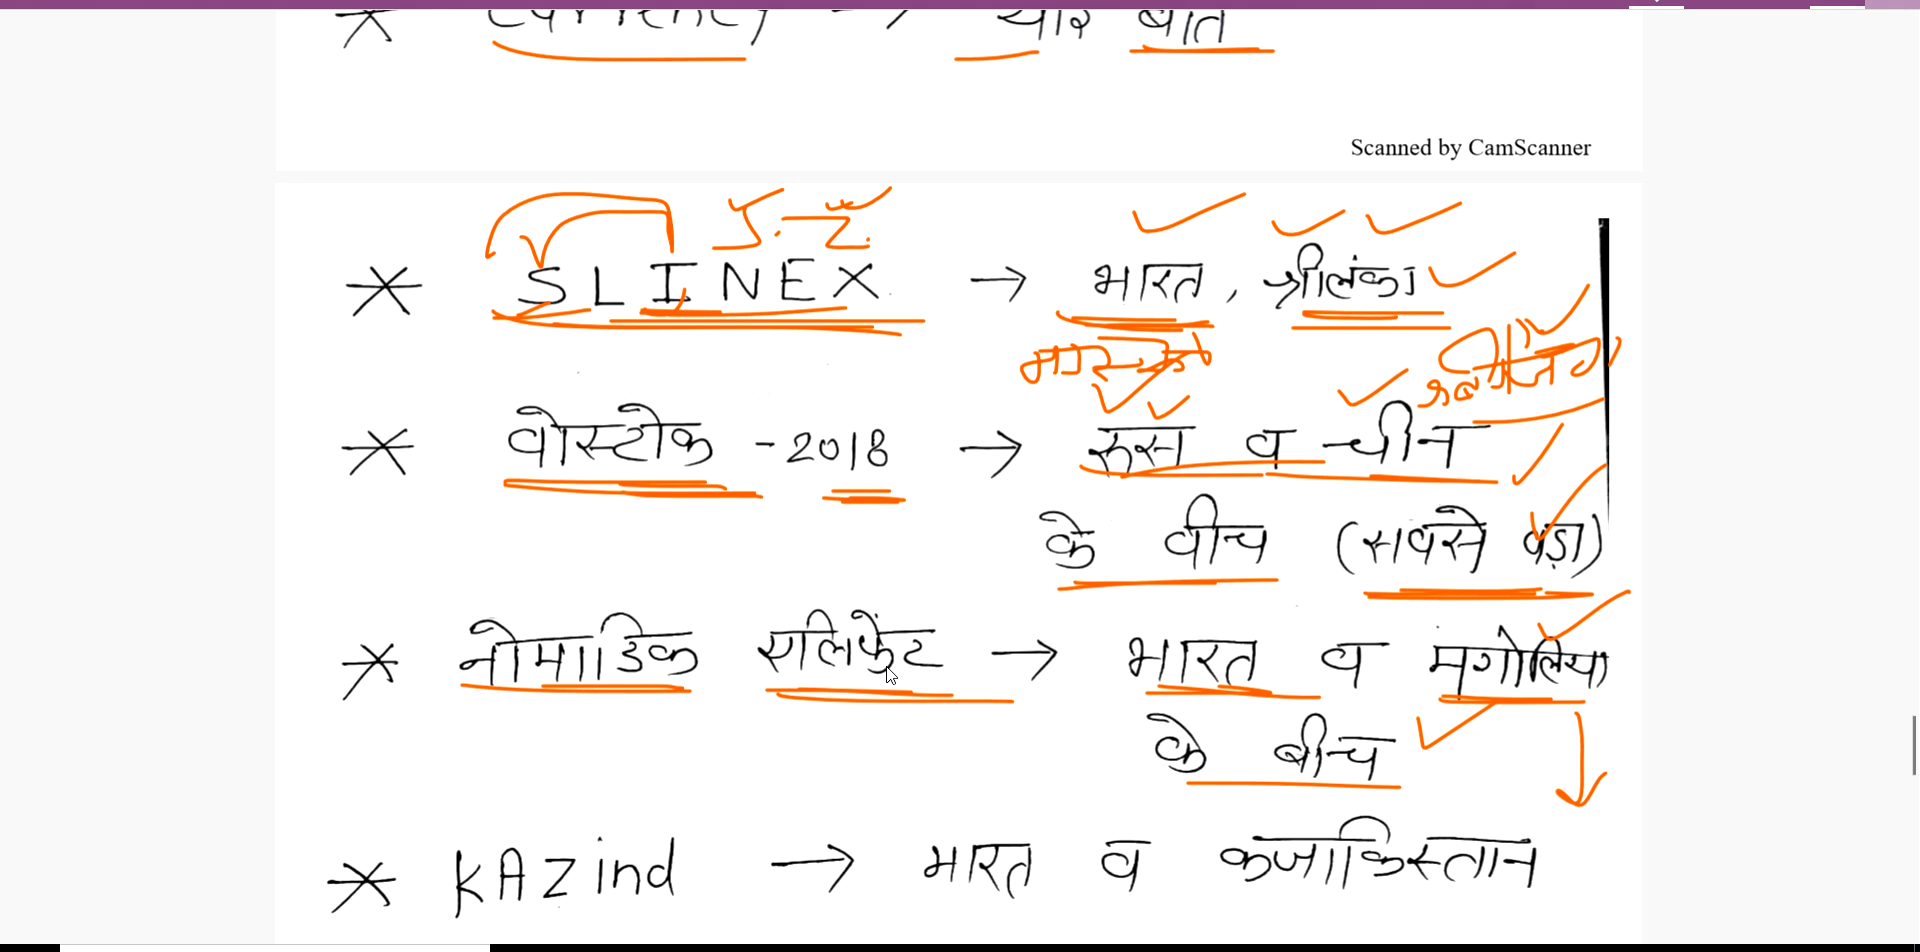 बात
Scanned by CamScanner
* SLINEX → भारत, श्रीलंका
मास्को
* वोस्टोक -2018 → रूस व चीन
के बीच (सबसे बड़ा)
* नोमाडिक एलिफेंट → भारत व मंगोलिया
के बीच
* KAZind → भारत व कजाकिस्तान